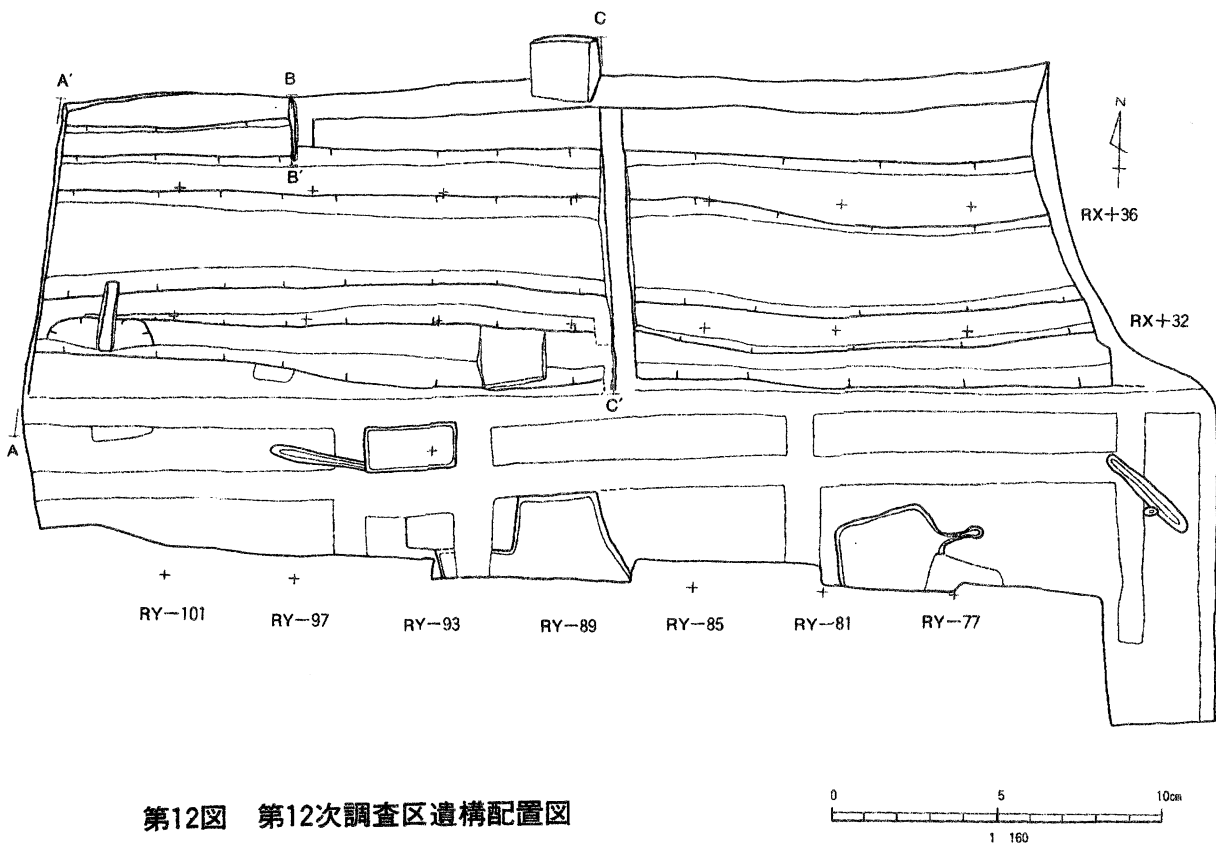 C
A′
B
B′
N
RX+36
RX+32
C′
A
RY-101
RY-97
RY-93
RY-89
RY-85
RY-81
RY-77
第12図 第12次調査区遺構配置図
0 5 10cm
1 160